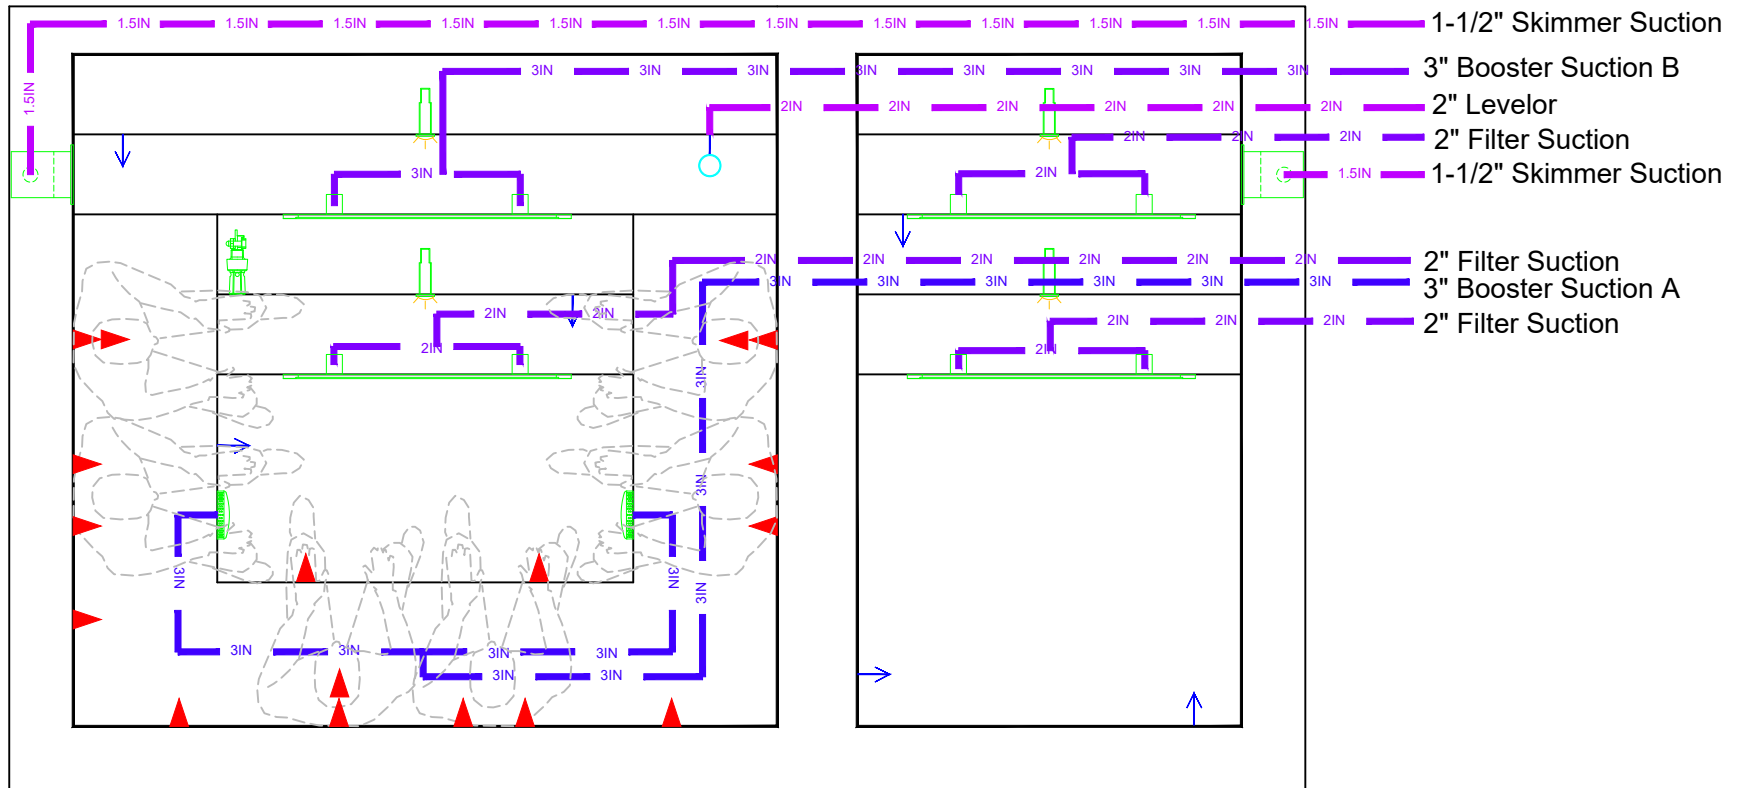 1.5IN 1.5IN 1.5IN 1.5IN 1.5IN 1.5IN 1.5IN 1.5IN 1.5IN 1.5IN 1.5IN 1.5IN 1-1/2" Skimmer Suction
3IN 3IN 3IN 3IN 3IN 3IN 3IN 3IN 3" Booster Suction B
1.5IN
2IN 2IN 2IN 2IN 2IN 2IN 2" Levelor
2IN 2IN 2IN 2" Filter Suction
3IN 2IN 1.5IN 1-1/2" Skimmer Suction
2IN 2IN 2IN 2IN 2IN 2IN 2" Filter Suction
3IN 3IN 3IN 3IN 3IN 3IN 3" Booster Suction A
2IN 2IN 2IN 2IN 2IN 2" Filter Suction
2IN 2IN
3IN
3IN
3IN 3IN 3IN
3IN 3IN 3IN 3IN
3IN 3IN